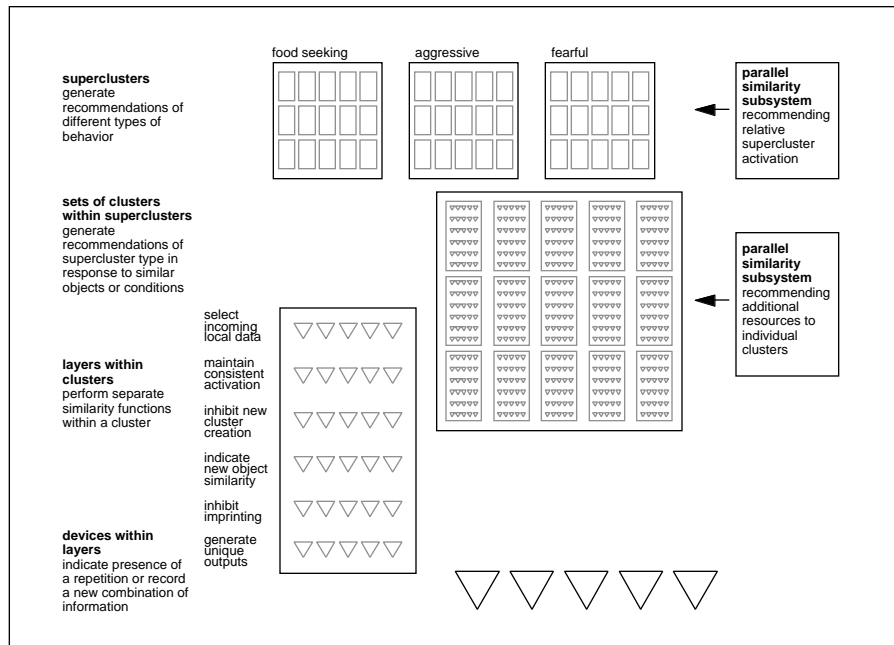 food seeking
aggressive
fearful
superclusters
generate
recommendations of
different types of
behavior
parallel
similarity
subsystem
recommending
relative
supercluster
activation
sets of clusters
within superclusters
generate
recommendations of
supercluster type in
response to similar
objects or conditions
parallel
similarity
subsystem
recommending
additional
resources to
individual
clusters
select
incoming
local data
layers within
clusters
perform separate
similarity functions
within a cluster
maintain
consistent
activation
inhibit new
cluster
creation
indicate
new object
similarity
inhibit
imprinting
generate
unique
outputs
devices within
layers
indicate presence of
a repetition or record
a new combination of
information